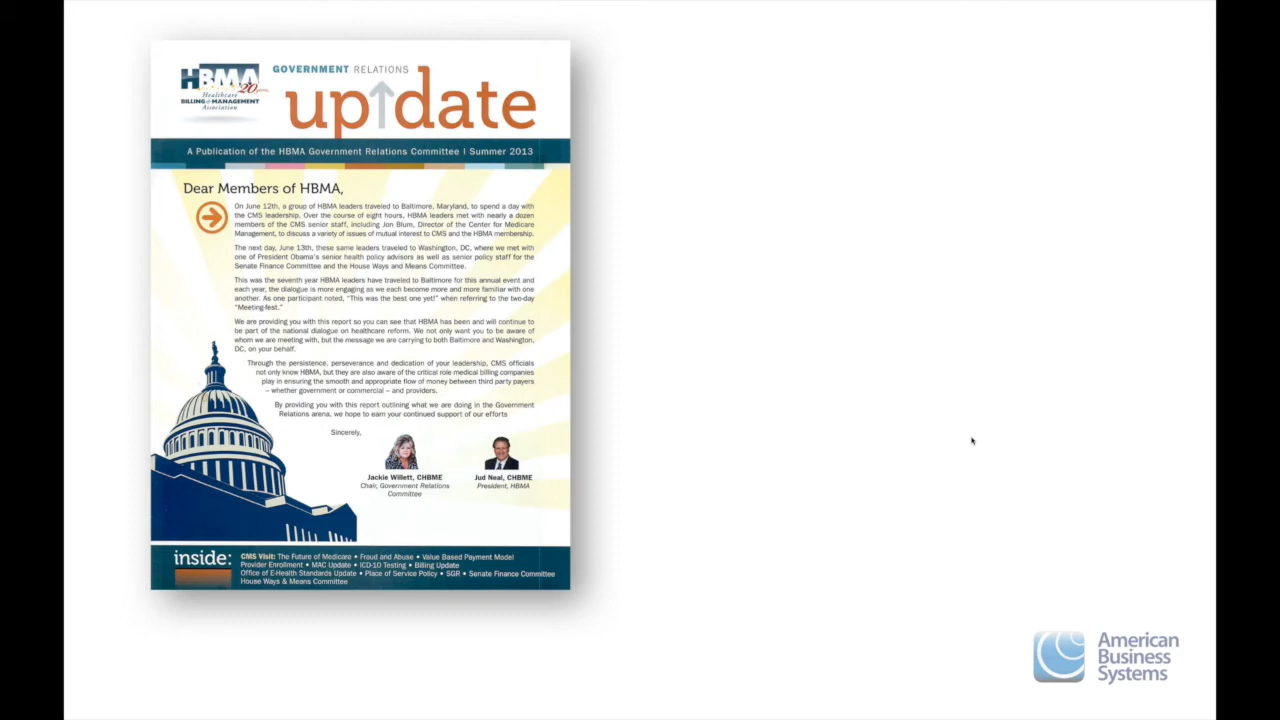 HBMA
20
Healthcare
BILLING & MANAGEMENT
Association
GOVERNMENT RELATIONS
update
A Publication of the HBMA Government Relations Committee | Summer 2013
Dear Members of HBMA,
On June 12th, a group of HBMA leaders traveled to Baltimore, Maryland, to spend a day with
the CMS leadership. Over the course of eight hours, HBMA leaders met with nearly a dozen
members of the CMS senior staff, including Jon Blum, Director of the Center for Medicare
Management, to discuss a variety of issues of mutual interest to CMS and the HBMA membership.
The next day, June 13th, these same leaders traveled to Washington, DC, where we met with
one of President Obama's senior health policy advisors as well as senior policy staff for the
Senate Finance Committee and the House Ways and Means Committee.
This was the seventh year HBMA leaders have traveled to Baltimore for this annual event and
each year, the dialogue is more engaging as we each become more and more familiar with one
another. As one participant noted, "This was the best one yet!" when referring to the two-day
"Meeting-fest."
We are providing you with this report so you can see that HBMA has been and will continue to
be part of the national dialogue on healthcare reform. We not only want you to be aware of
whom we are meeting with, but the message we are carrying to both Baltimore and Washington,
DC, on your behalf.
Through the persistence, perseverance and dedication of your leadership, CMS officials
not only know HBMA, but they are also aware of the critical role medical billing companies
play in ensuring the smooth and appropriate flow of money between third party payers
– whether government or commercial – and providers.
By providing you with this report outlining what we are doing in the Government
Relations arena, we hope to earn your continued support of our efforts
Sincerely,
Jackie Willett, CHBME
Chair, Government Relations
Committee
Jud Neal, CHBME
President, HBMA
inside:
CMS Visit: The Future of Medicare • Fraud and Abuse • Value Based Payment Model
Provider Enrollment • MAC Update • ICD-10 Testing • Billing Update
Office of E-Health Standards Update • Place of Service Policy • SGR • Senate Finance Committee
House Ways & Means Committee
American
Business
Systems